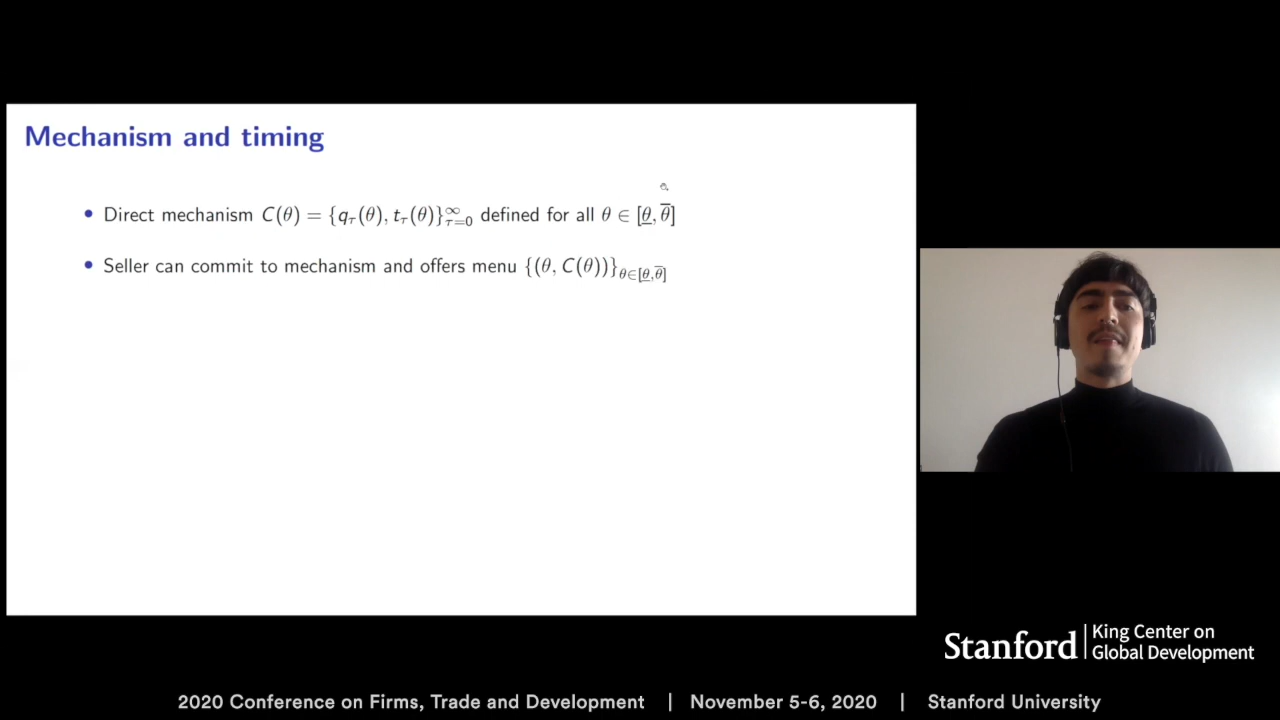 Mechanism and timing
• Direct mechanism C(θ) = {q_τ(θ), t_τ(θ)}_{τ=0}^∞ defined for all θ ∈ [θ̲, θ̅]
• Seller can commit to mechanism and offers menu {(θ, C(θ))}_{θ∈[θ̲,θ̅]}
Stanford | King Center on
Global Development
2020 Conference on Firms, Trade and Development | November 5-6, 2020 | Stanford University